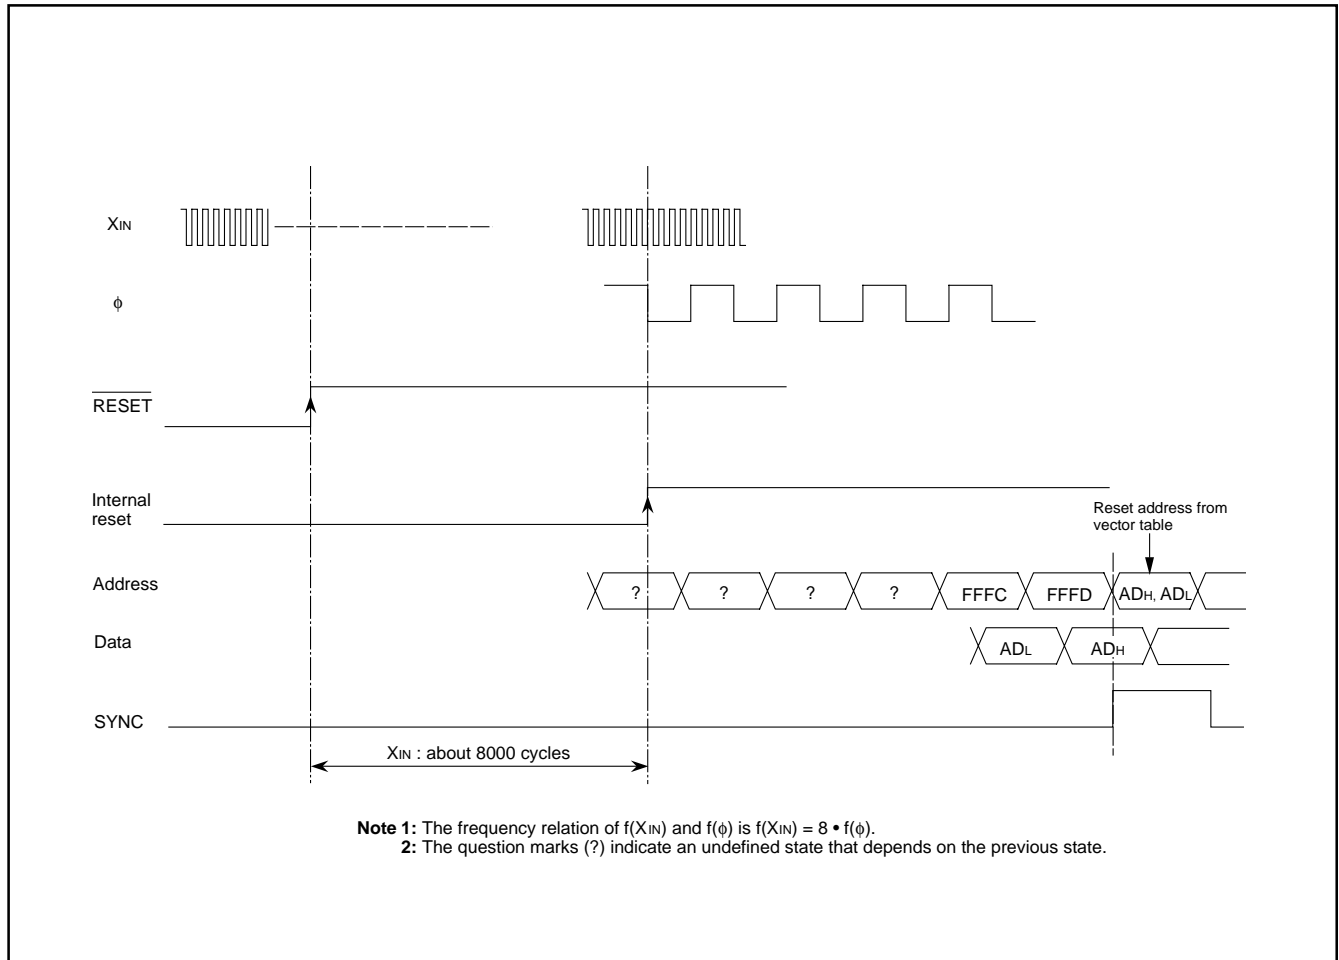 XIN
ϕ
RESET
Internal
reset
Reset address from
vector table
Address
? ? ? ? FFFC FFFD ADH, ADL
Data
ADL ADH
SYNC
XIN : about 8000 cycles
Note 1: The frequency relation of f(XIN) and f(ϕ) is f(XIN) = 8 • f(ϕ).
2: The question marks (?) indicate an undefined state that depends on the previous state.